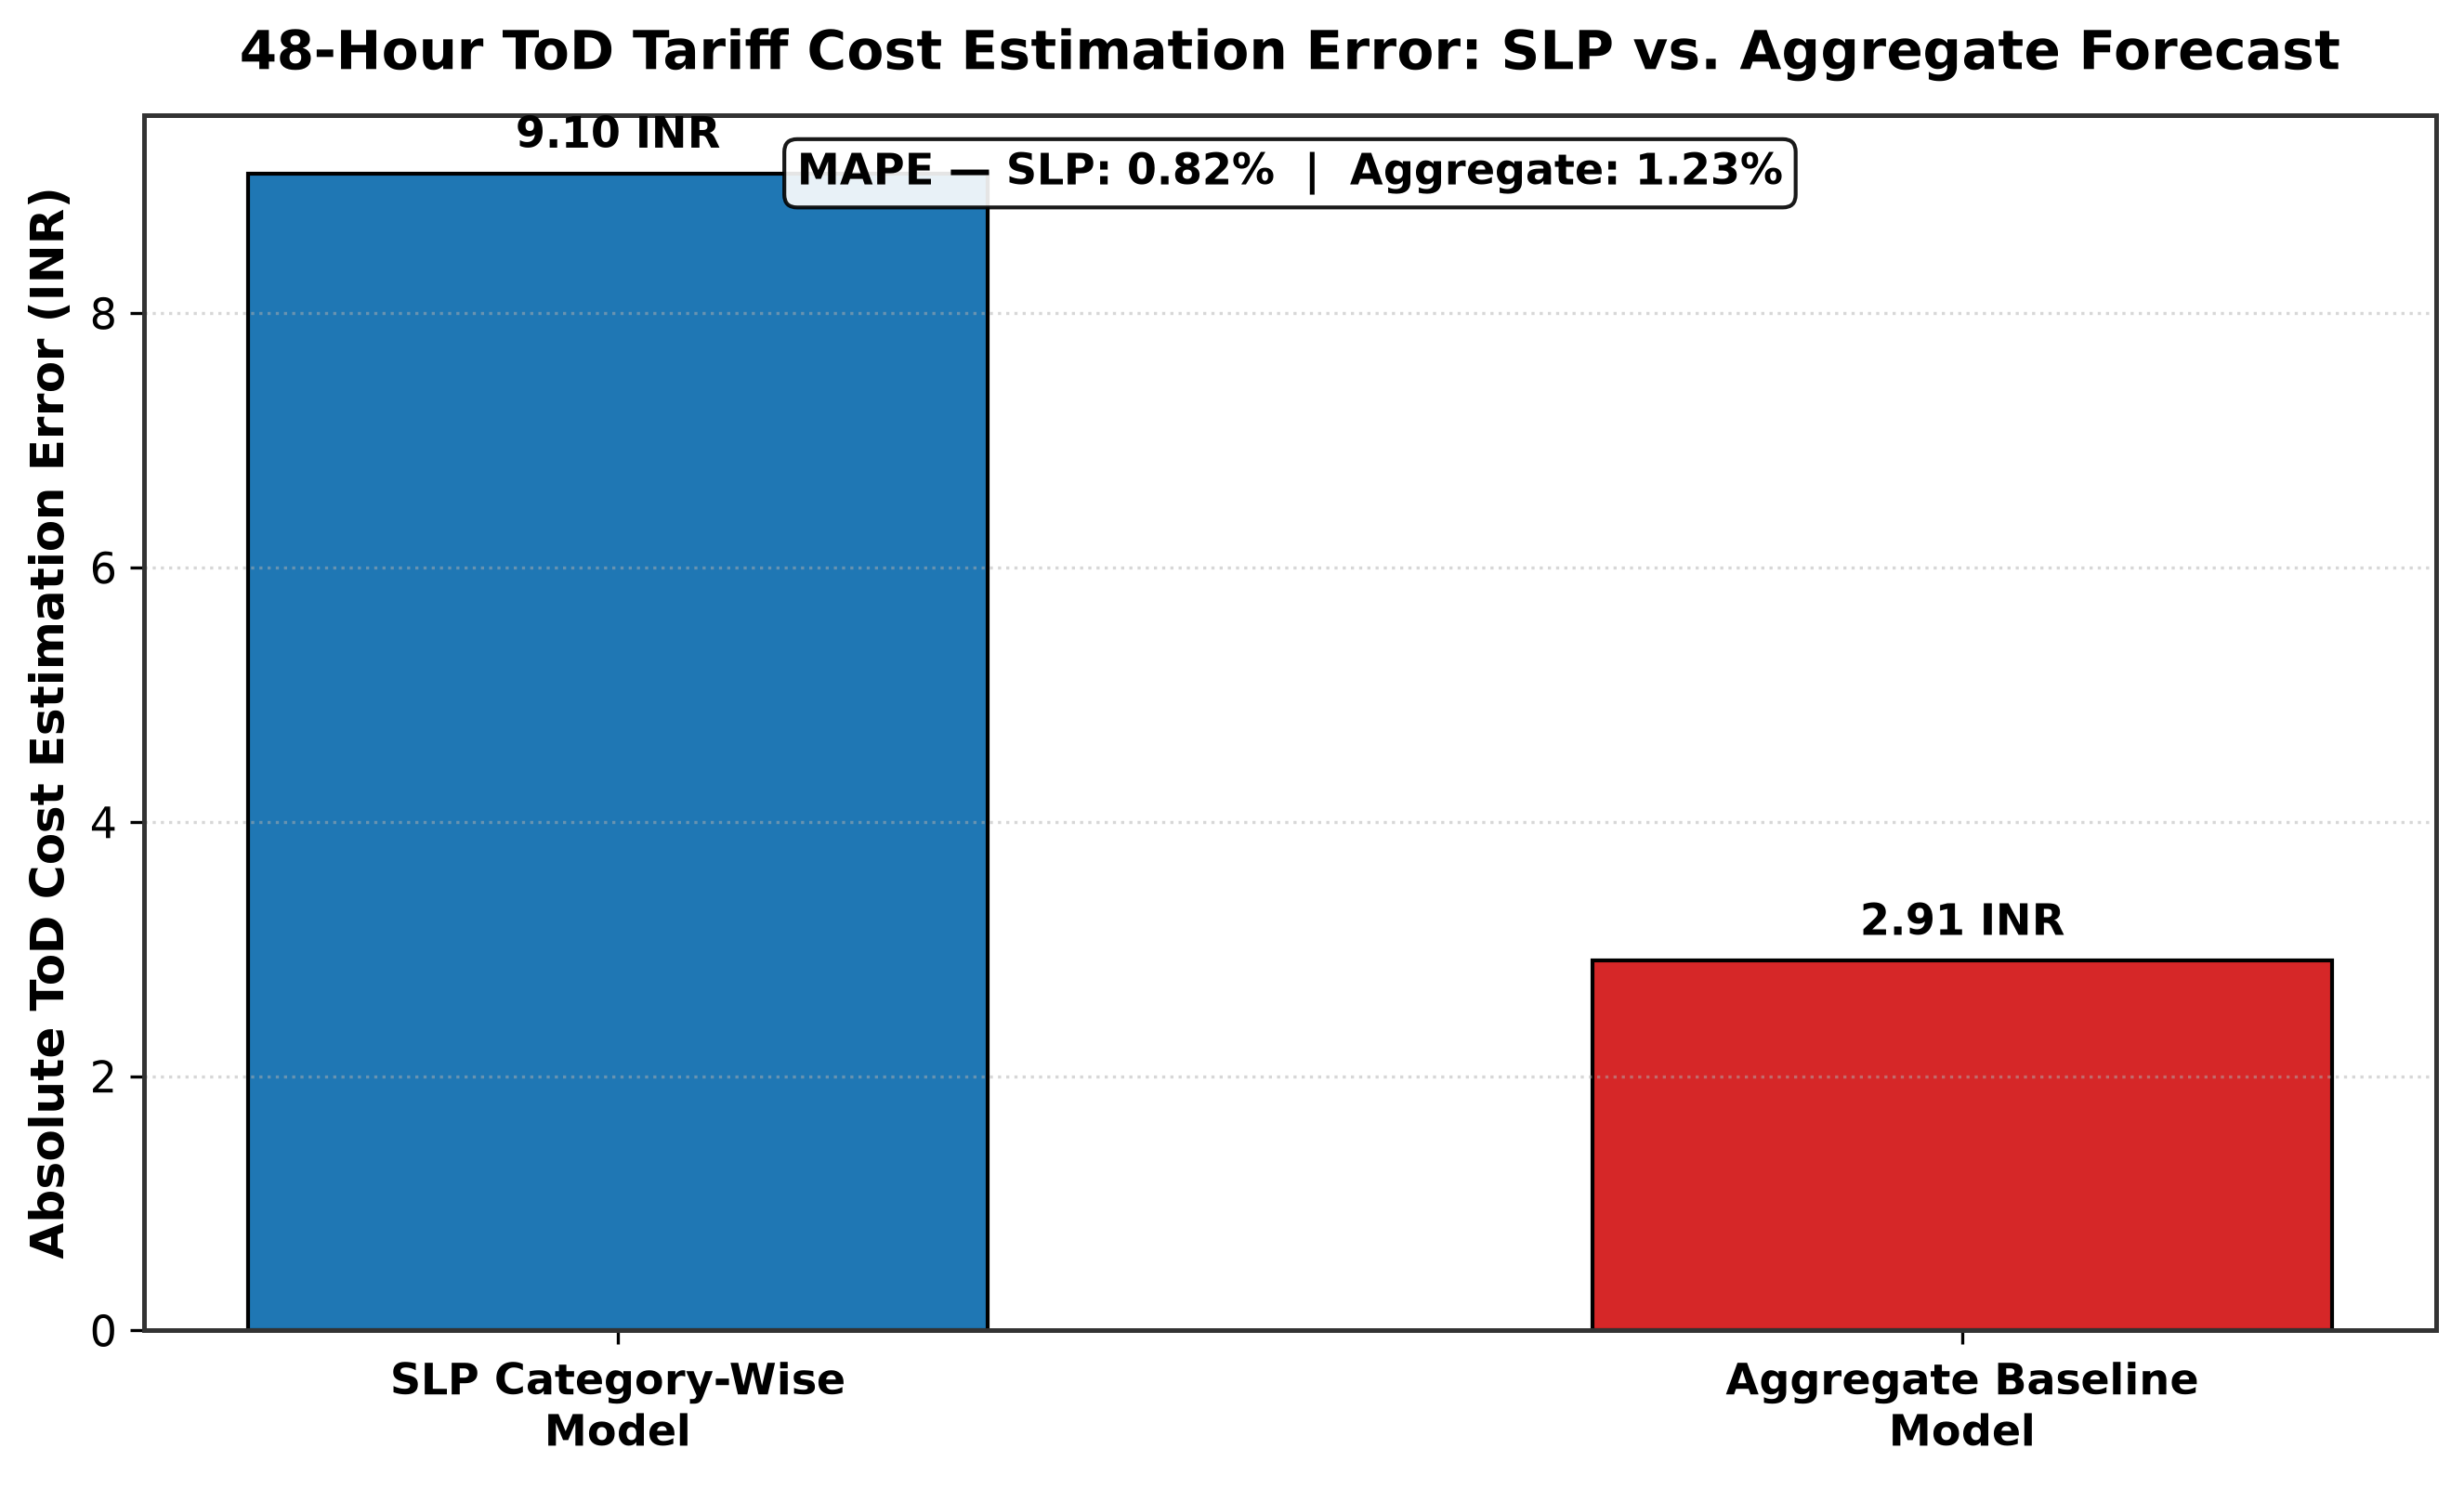 48-Hour ToD Tariff Cost Estimation Error: SLP vs. Aggregate Forecast
9.10 INR
MAPE — SLP: 0.82% | Aggregate: 1.23%
Absolute ToD Cost Estimation Error (INR)
8
6
4
2.91 INR
2
0
SLP Category-Wise
Model
Aggregate Baseline
Model